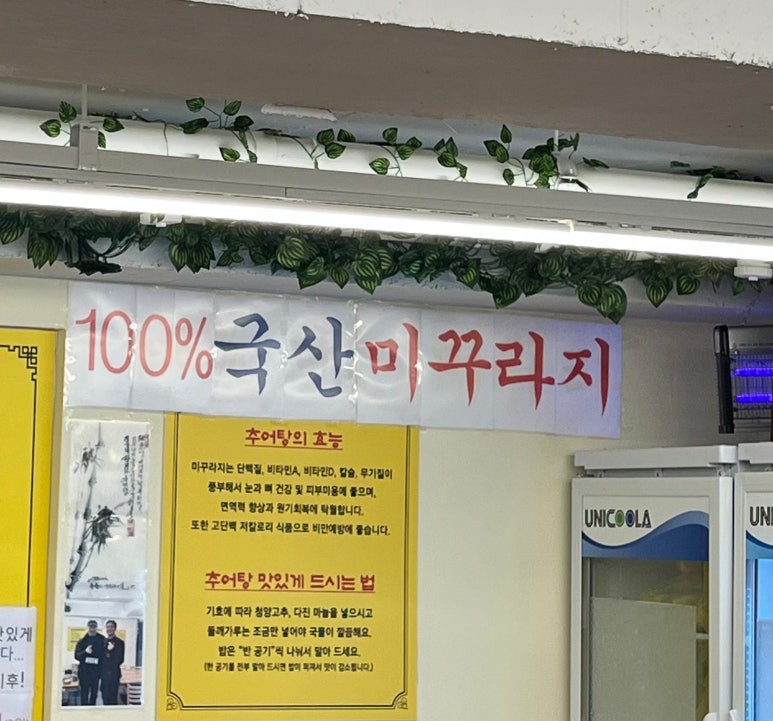 100% 국산 미꾸라지
추어탕의 효능
미꾸라지는 단백질, 비타민A, 비타민D, 칼슘, 무기질이
풍부해서 눈과 뼈 건강 및 피부미용에 좋으며,
면역력 향상과 원기회복에 탁월합니다.
또한 고단백 저칼로리 식품으로 비만예방에 좋습니다.
추어탕 맛있게 드시는 법
기호에 따라 청양고추, 다진 마늘을 넣으시고
들깨가루는 조금만 넣어야 국물이 깔끔해요.
밥은 "반 공기"씩 나눠서 말아 드세요.
(한 공기를 전부 말아 드시면 밥이 퍼져서 맛이 감소됩니다.)
맛있게
다...
후!
UNICOOLA
UNI